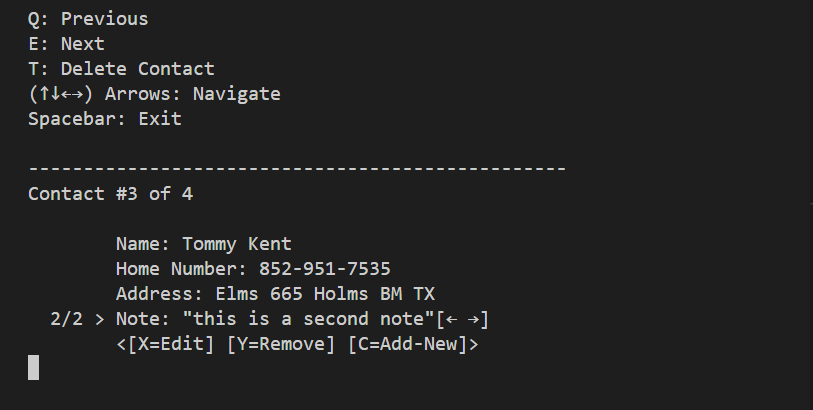 Q: Previous
E: Next
T: Delete Contact
(↑↓←→) Arrows: Navigate
Spacebar: Exit
-------------------------------------------------
Contact #3 of 4
Name: Tommy Kent
Home Number: 852-951-7535
Address: Elms 665 Holms BM TX
2/2 > Note: "this is a second note"[← →]
<[X=Edit] [Y=Remove] [C=Add-New]>